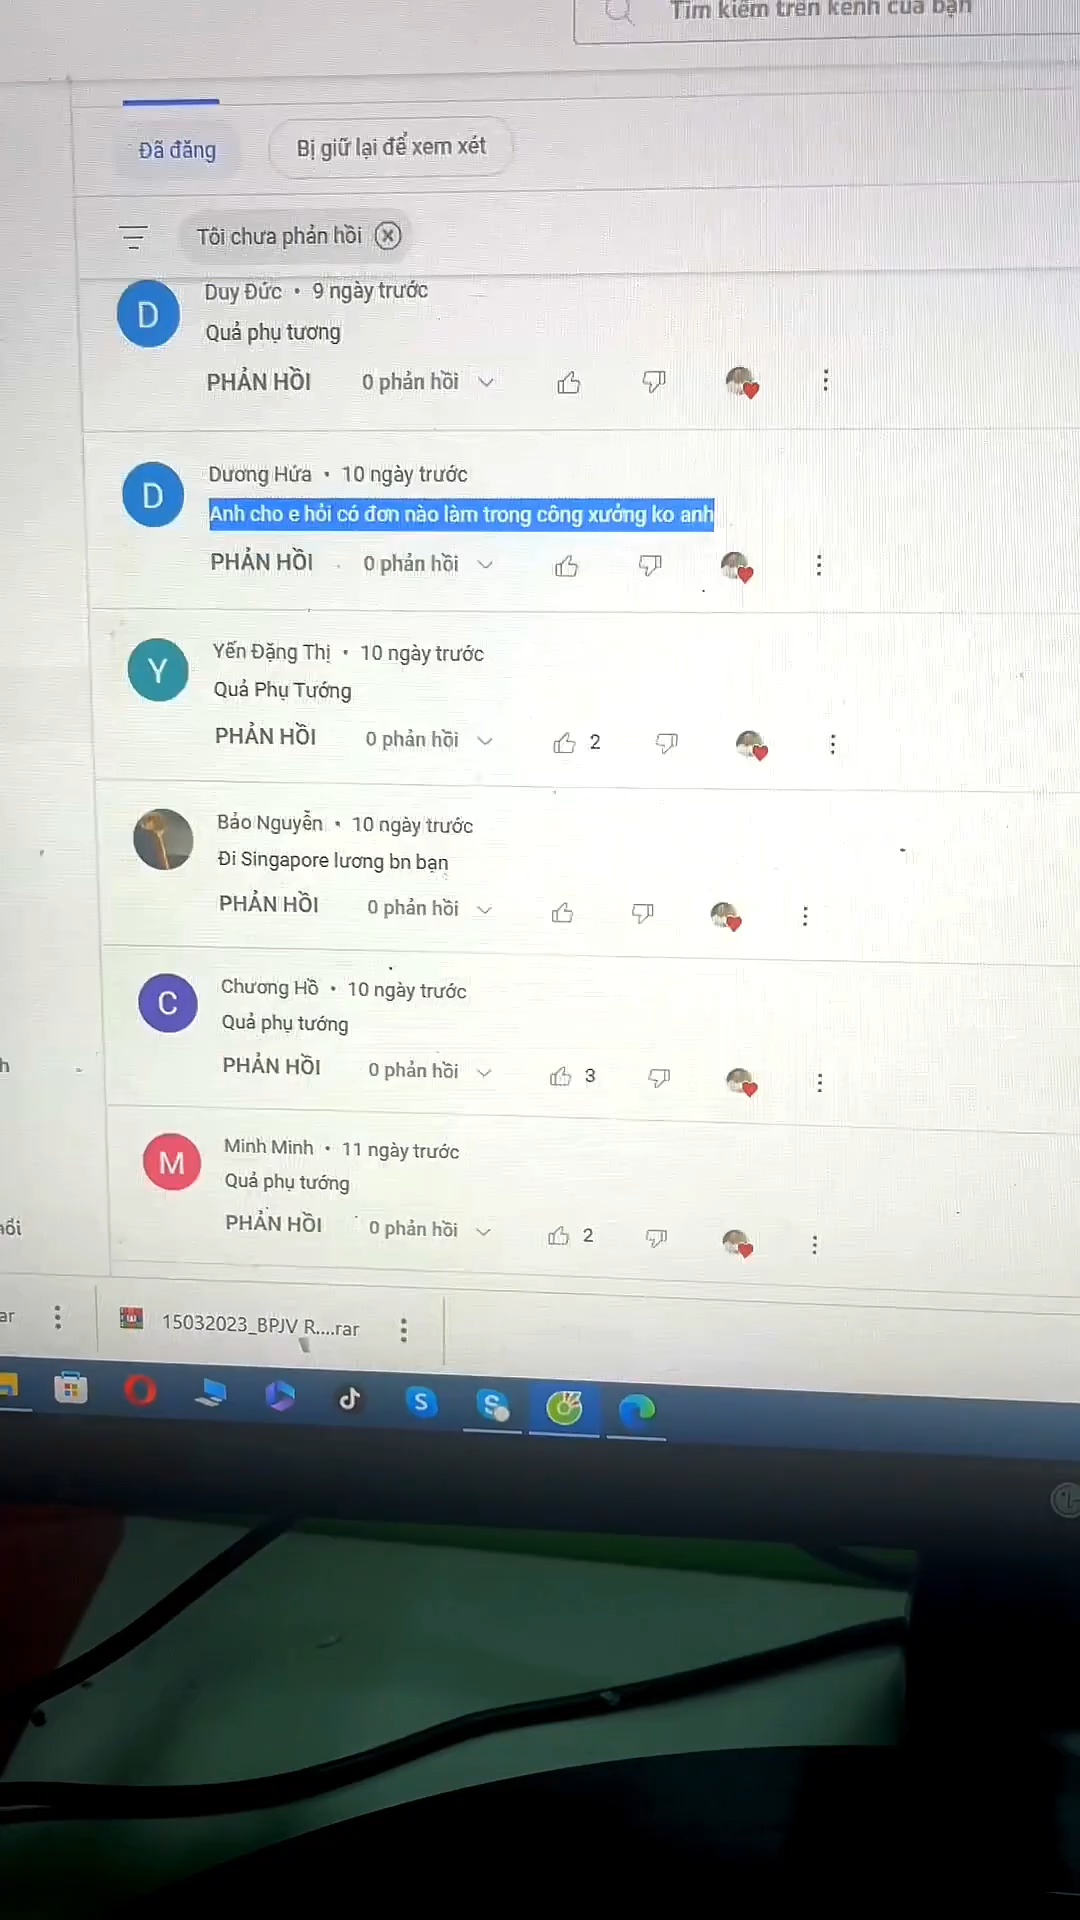 Tìm kiếm trên kênh của bạn
Đã đăng
Bị giữ lại để xem xét
Tôi chưa phản hồi
D
Duy Đức • 9 ngày trước
Quả phụ tương
PHẢN HỒI 0 phản hồi
D
Dương Hứa • 10 ngày trước
Anh cho e hỏi có đơn nào làm trong công xưởng ko anh
PHẢN HỒI 0 phản hồi
Y
Yến Đặng Thị • 10 ngày trước
Quả Phụ Tướng
PHẢN HỒI 0 phản hồi 2
Bảo Nguyễn • 10 ngày trước
Đi Singapore lương bn bạn
PHẢN HỒI 0 phản hồi
C
Chương Hồ • 10 ngày trước
Quả phụ tướng
PHẢN HỒI 0 phản hồi 3
M
Minh Minh • 11 ngày trước
Quả phụ tướng
PHẢN HỒI 0 phản hồi 2
15032023_BPJV R....rar